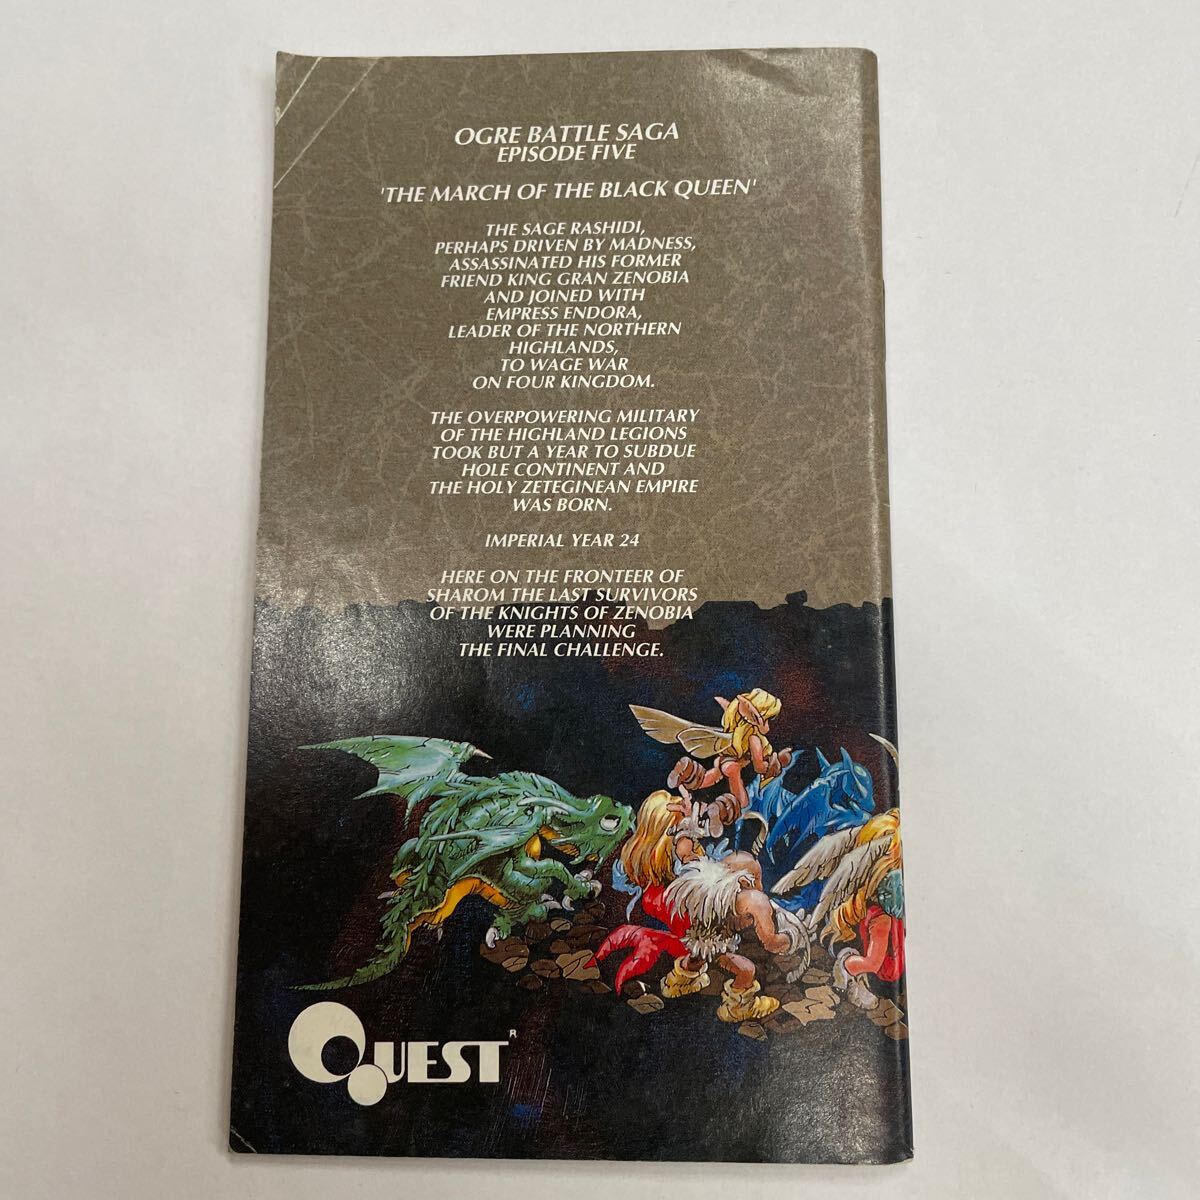 OGRE BATTLE SAGA
EPISODE FIVE
'THE MARCH OF THE BLACK QUEEN'
THE SAGE RASHIDI,
PERHAPS DRIVEN BY MADNESS,
ASSASSINATED HIS FORMER
FRIEND KING GRAN ZENOBIA
AND JOINED WITH
EMPRESS ENDORA,
LEADER OF THE NORTHERN
HIGHLANDS,
TO WAGE WAR
ON FOUR KINGDOM.
THE OVERPOWERING MILITARY
OF THE HIGHLAND LEGIONS
TOOK BUT A YEAR TO SUBDUE
HOLE CONTINENT AND
THE HOLY ZETEGINEAN EMPIRE
WAS BORN.
IMPERIAL YEAR 24
HERE ON THE FRONTEER OF
SHAROM THE LAST SURVIVORS
OF THE KNIGHTS OF ZENOBIA
WERE PLANNING
THE FINAL CHALLENGE.
QUEST R